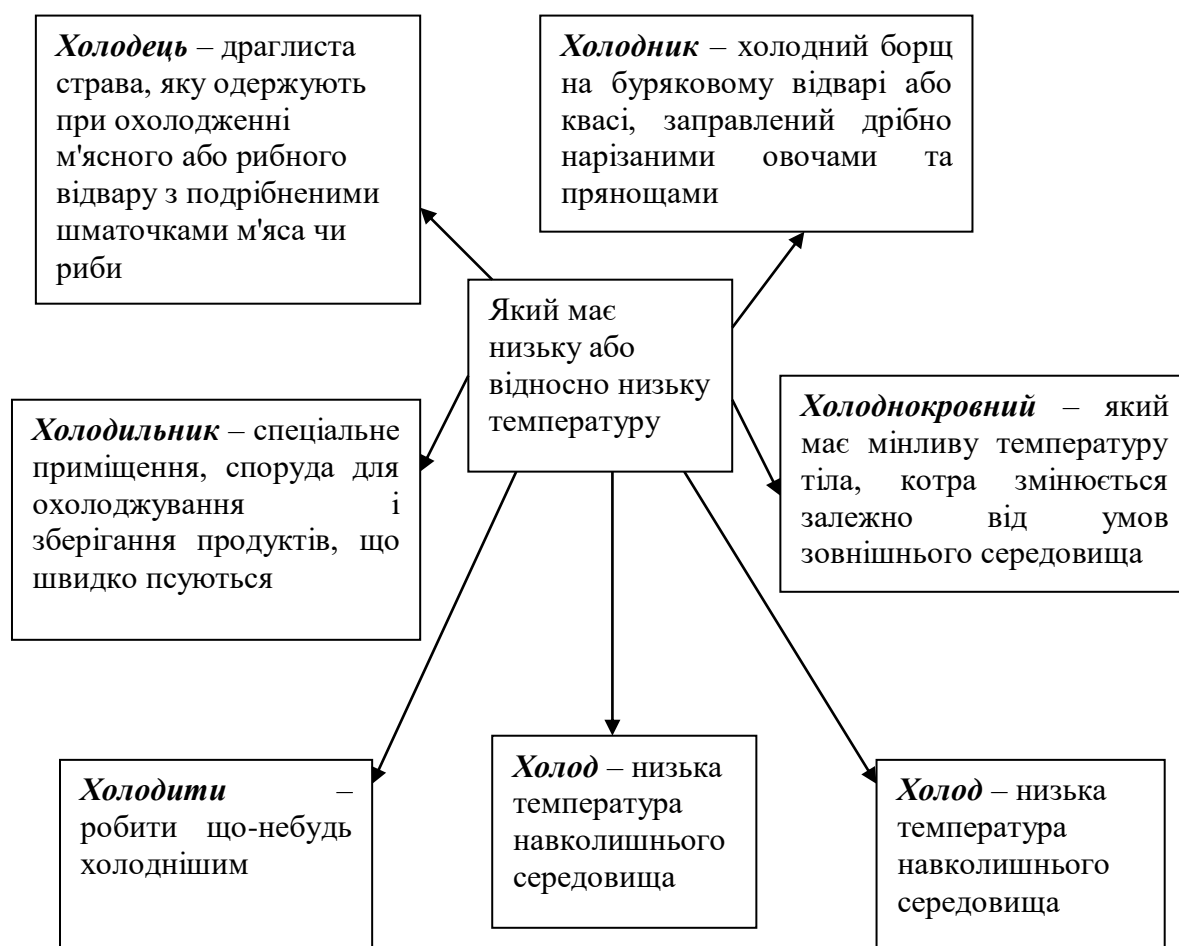 Холодець – драглиста
страва, яку одержують
при охолодженні
м'ясного або рибного
відвару з подрібненими
шматочками м'яса чи
риби
Холодник – холодний борщ
на буряковому відварі або
квасі, заправлений дрібно
нарізаними овочами та
прянощами
Який має
низьку або
відносно низьку
температуру
Холодильник – спеціальне
приміщення, споруда для
охолоджування і
зберігання продуктів, що
швидко псуються
Холоднокровний – який
має мінливу температуру
тіла, котра змінюється
залежно від умов
зовнішнього середовища
Холодити –
робити що-небудь
холоднішим
Холод – низька
температура
навколишнього
середовища
Холод – низька
температура
навколишнього
середовища